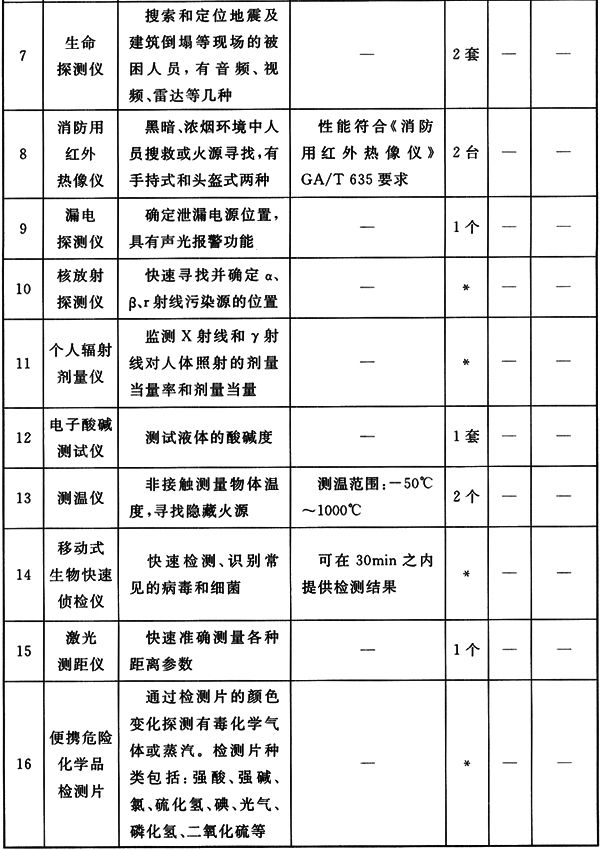 7
生命
探测仪
搜索和定位地震及
建筑倒塌等现场的被
困人员，有音频、视
频、雷达等几种
—
2套
—
—
8
消防用
红外
热像仪
黑暗、浓烟环境中人
员搜救或火源寻找，有
手持式和头盔式两种
性能符合《消防
用红外热像仪》
GA/T 635要求
2台
—
—
9
漏电
探测仪
确定泄漏电源位置，
具有声光报警功能
—
1个
—
—
10
核放射
探测仪
快速寻找并确定α、
β、r射线污染源的位置
—
*
—
—
11
个人辐射
剂量仪
监测X射线和γ射
线对人体照射的剂量
当量率和剂量当量
—
*
—
—
12
电子酸碱
测试仪
测试液体的酸碱度
—
1套
—
—
13
测温仪
非接触测量物体温
度，寻找隐藏火源
测温范围：－50℃
～1000℃
2个
—
—
14
移动式
生物快速
侦检仪
快速检测、识别常
见的病毒和细菌
可在30min之内
提供检测结果
*
—
—
15
激光
测距仪
快速准确测量各种
距离参数
—
1个
—
—
16
便携危险
化学品
检测片
通过检测片的颜色
变化探测有毒化学气
体或蒸汽。检测片种
类包括：强酸、强碱、
氯、硫化氢、碘、光气、
磷化氢、二氧化硫等
—
*
—
—